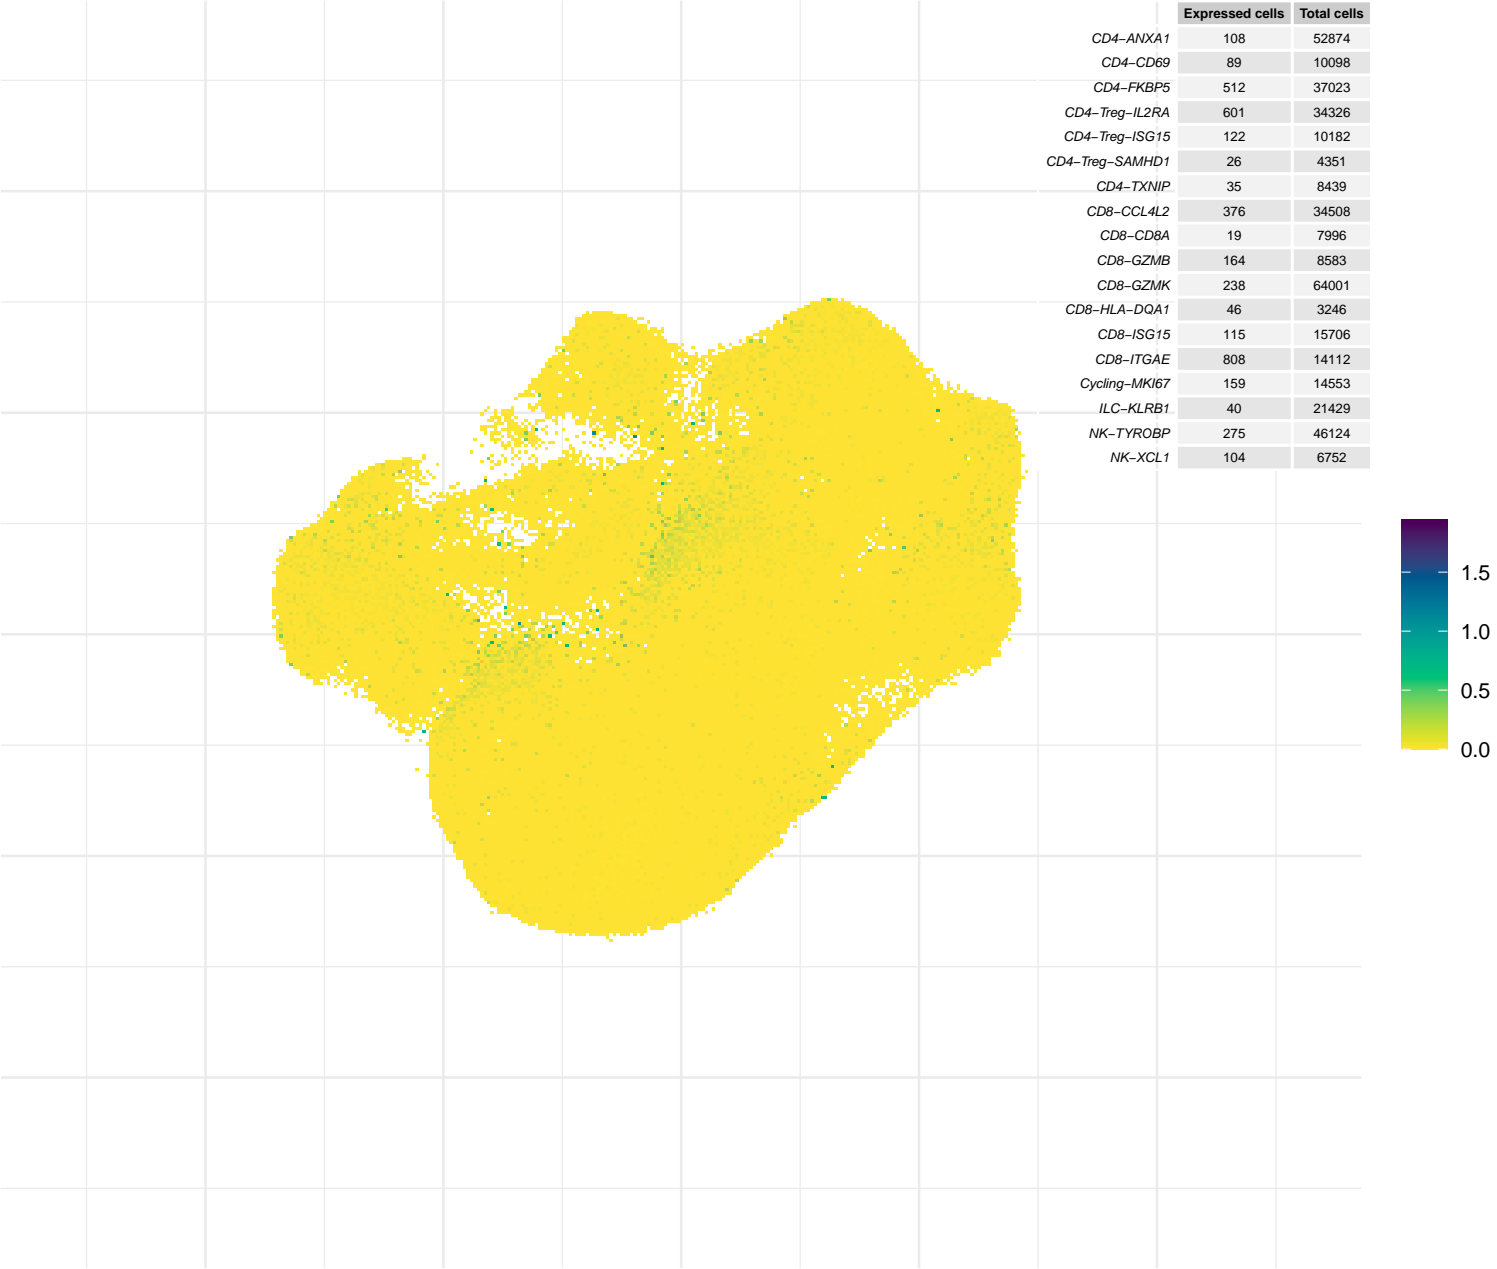 Expressed cells Total cells
CD4−ANXA1 108 52874
CD4−CD69 89 10098
CD4−FKBP5 512 37023
CD4−Treg−IL2RA 601 34326
CD4−Treg−ISG15 122 10182
CD4−Treg−SAMHD1 26 4351
CD4−TXNIP 35 8439
CD8−CCL4L2 376 34508
CD8−CD8A 19 7996
CD8−GZMB 164 8583
CD8−GZMK 238 64001
CD8−HLA−DQA1 46 3246
CD8−ISG15 115 15706
CD8−ITGAE 808 14112
Cycling−MKI67 159 14553
ILC−KLRB1 40 21429
NK−TYROBP 275 46124
NK−XCL1 104 6752
1.5
1.0
0.5
0.0